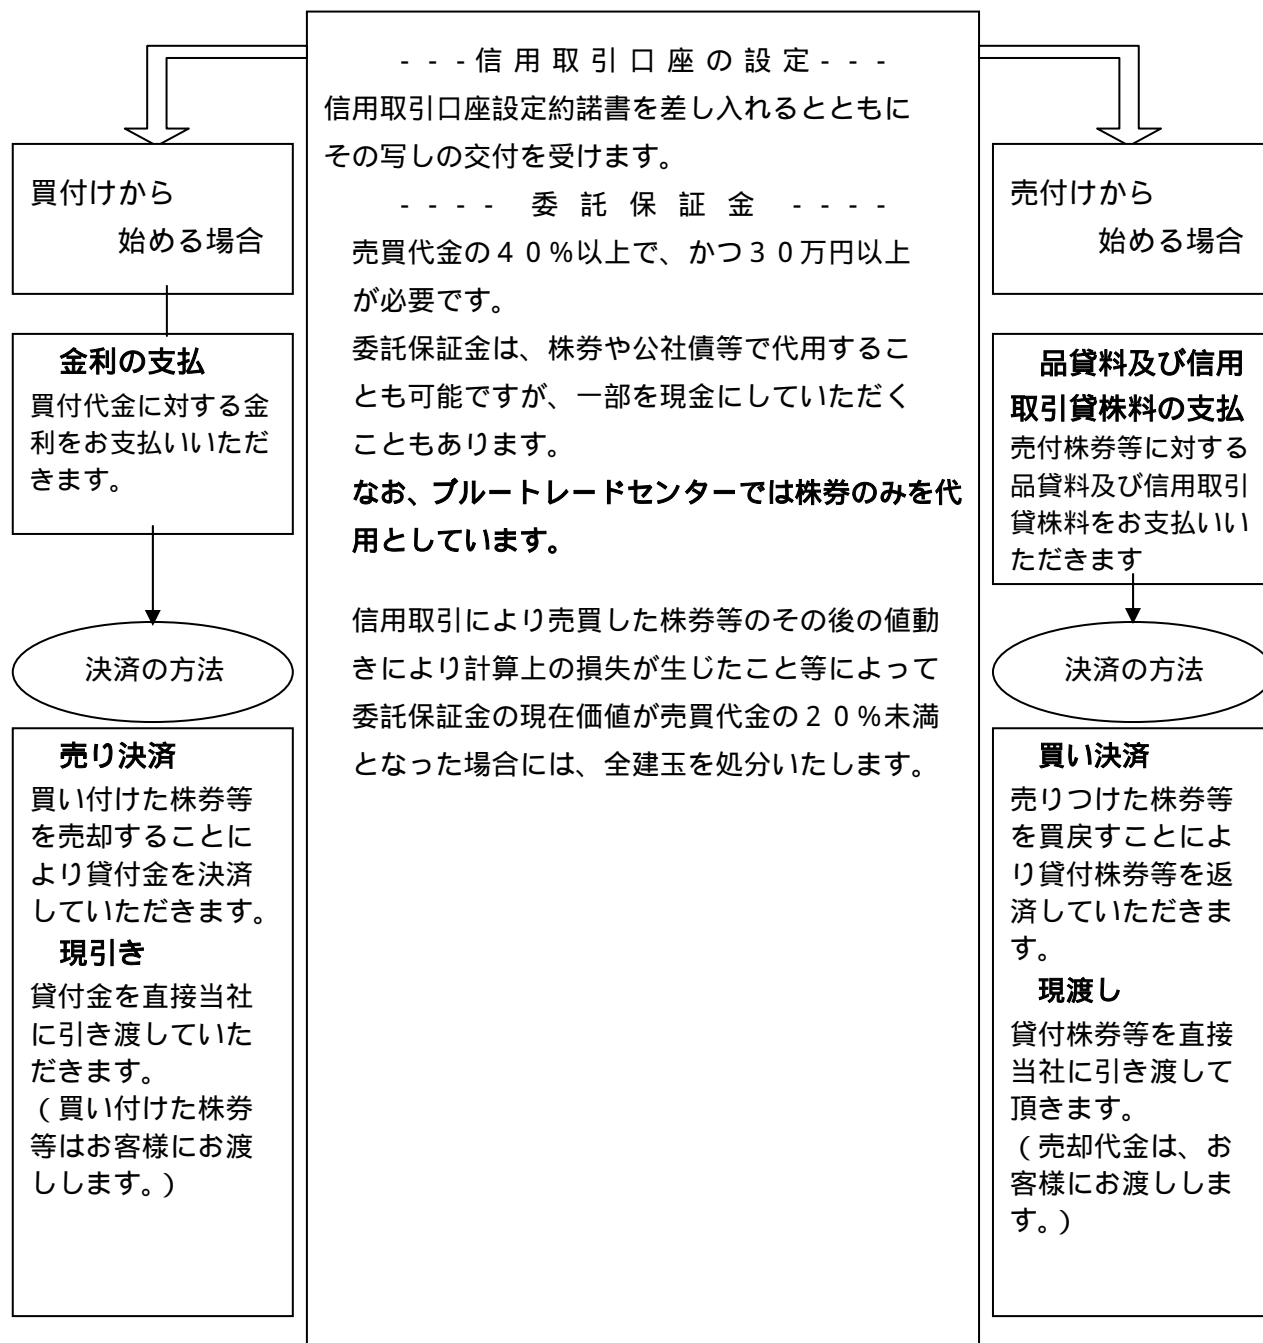 - - - 信 用 取 引 口 座 の 設 定 - - -
信用取引口座設定約諾書を差し入れるとともに
その写しの交付を受けます。
- - - - 委 託 保 証 金 - - - -
売買代金の４０％以上で、かつ３０万円以上
が必要です。
委託保証金は、株券や公社債等で代用するこ
とも可能ですが、一部を現金にしていただく
こともあります。
なお、ブルートレードセンターでは株券のみを代
用としています。
信用取引により売買した株券等のその後の値動
きにより計算上の損失が生じたこと等によって
委託保証金の現在価値が売買代金の２０％未満
となった場合には、全建玉を処分いたします。
買付けから
始める場合
金利の支払
買付代金に対する金
利をお支払いいただ
きます。
決済の方法
売り決済
買い付けた株券等
を売却することに
より貸付金を決済
していただきます。
現引き
貸付金を直接当社
に引き渡していた
だきます。
（買い付けた株券
等はお客様にお渡
しします。）
売付けから
始める場合
品貸料及び信用
取引貸株料の支払
売付株券等に対する
品貸料及び信用取引
貸株料をお支払いい
ただきます
決済の方法
買い決済
売りつけた株券等
を買戻すことによ
り貸付株券等を返
済していただきま
す。
現渡し
貸付株券等を直接
当社に引き渡して
頂きます。
（売却代金は、お
客様にお渡ししま
す。）